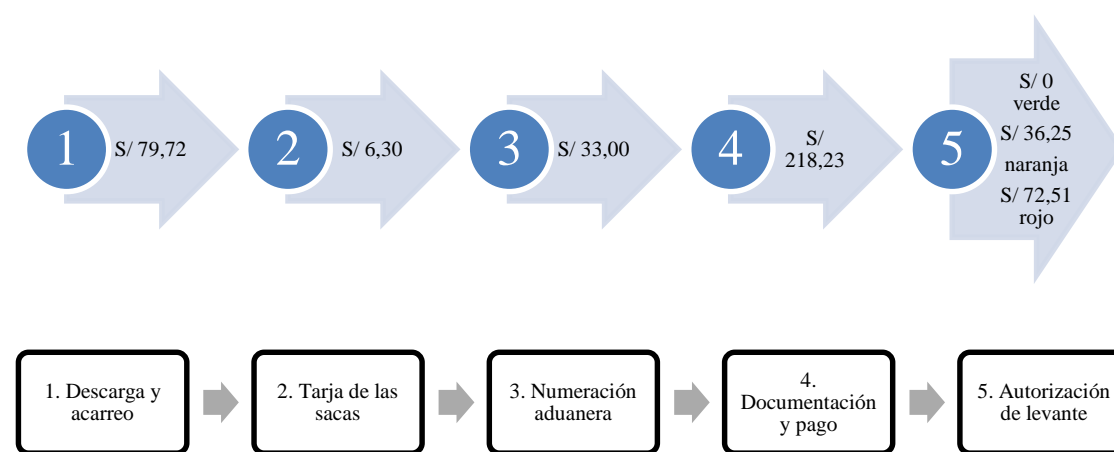 1
S/ 79,72
2
S/ 6,30
3
S/ 33,00
4
S/
218,23
5
S/ 0
verde
S/ 36,25
naranja
S/ 72,51
rojo
1. Descarga y
acarreo
2. Tarja de las
sacas
3. Numeración
aduanera
4.
Documentación
y pago
5. Autorización
de levante